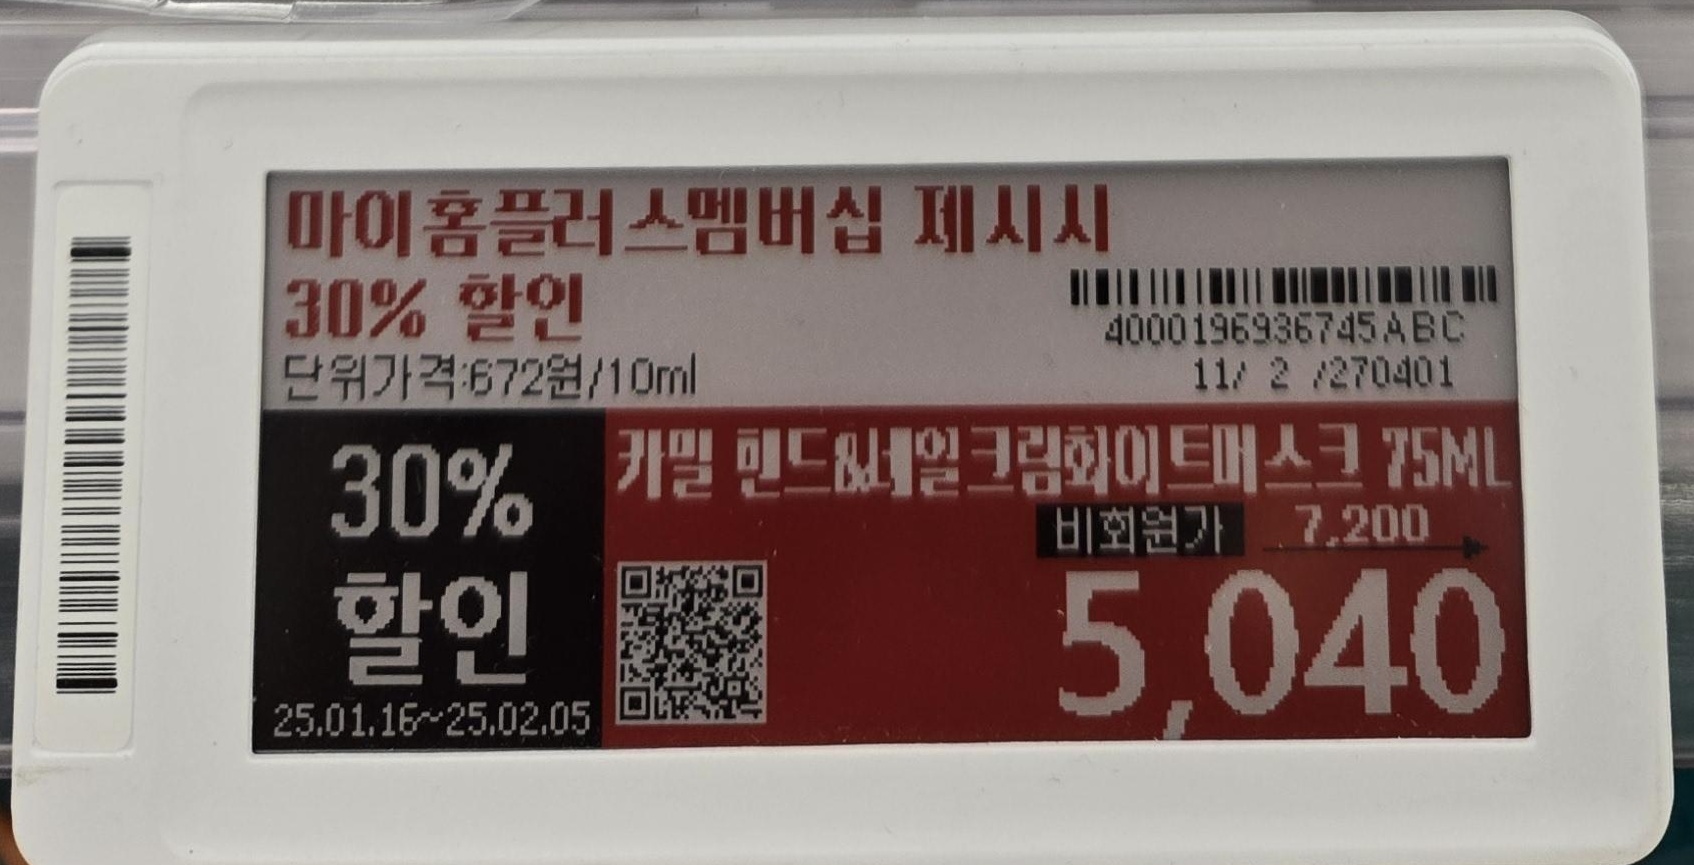 마이홈플러스멤버십 제시시
30% 할인
4000196936745ABC
단위가격:672원/10ml
11/ 2 /270401
30%
할인
25.01.16~25.02.05
카밀 핸드&네일크림화이트머스크 75ML
비회원가 7,200
5,040